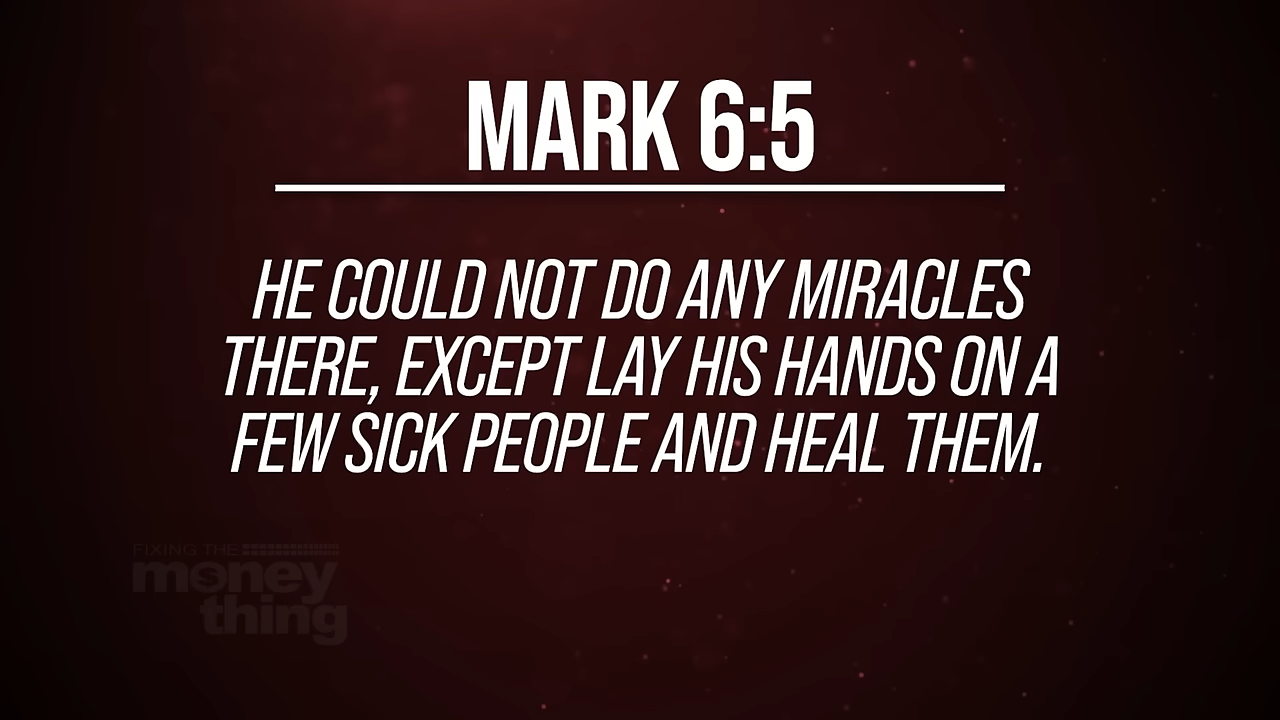 MARK 6:5
HE COULD NOT DO ANY MIRACLES
THERE, EXCEPT LAY HIS HANDS ON A
FEW SICK PEOPLE AND HEAL THEM.
FIXING THE
money
thing